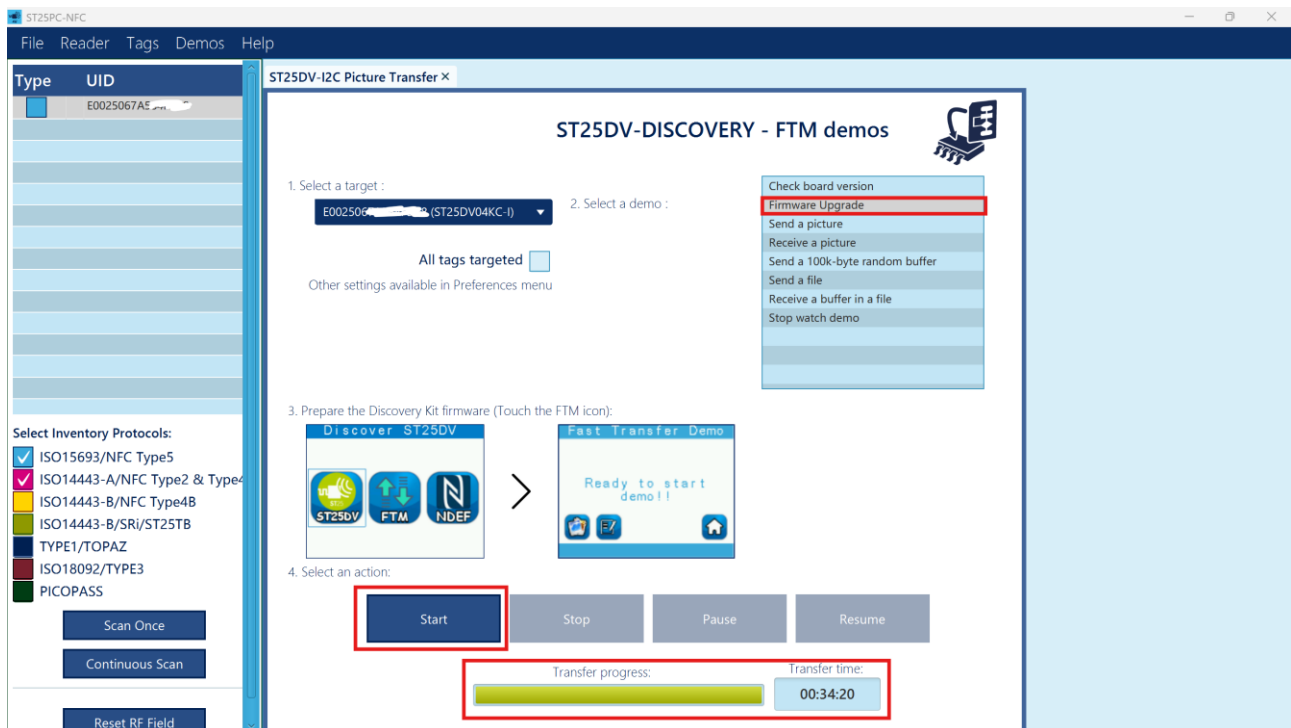 ST25PC-NFC
File Reader Tags Demos Help
Type UID
E0025067A5
Select Inventory Protocols:
ISO15693/NFC Type5
ISO14443-A/NFC Type2 & Type4
ISO14443-B/NFC Type4B
ISO14443-B/SRi/ST25TB
TYPE1/TOPAZ
ISO18092/TYPE3
PICOPASS
Scan Once
Continuous Scan
Reset RF Field
ST25DV-I2C Picture Transfer ×
ST25DV-DISCOVERY - FTM demos
1. Select a target :
E002506 (ST25DV04KC-I)
All tags targeted
Other settings available in Preferences menu
2. Select a demo :
Check board version
Firmware Upgrade
Send a picture
Receive a picture
Send a 100k-byte random buffer
Send a file
Receive a buffer in a file
Stop watch demo
3. Prepare the Discovery Kit firmware (Touch the FTM icon):
Discover ST25DV
ST25DV FTM NDEF
Fast Transfer Demo
Ready to start
demo!!
4. Select an action:
Start Stop Pause Resume
Transfer progress: Transfer time:
00:34:20